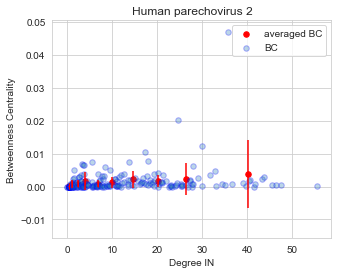 Human parechovirus 2
averaged BC
BC
Betweenness Centrality
0.05
0.04
0.03
0.02
0.01
0.00
−0.01
0 10 20 30 40 50
Degree IN